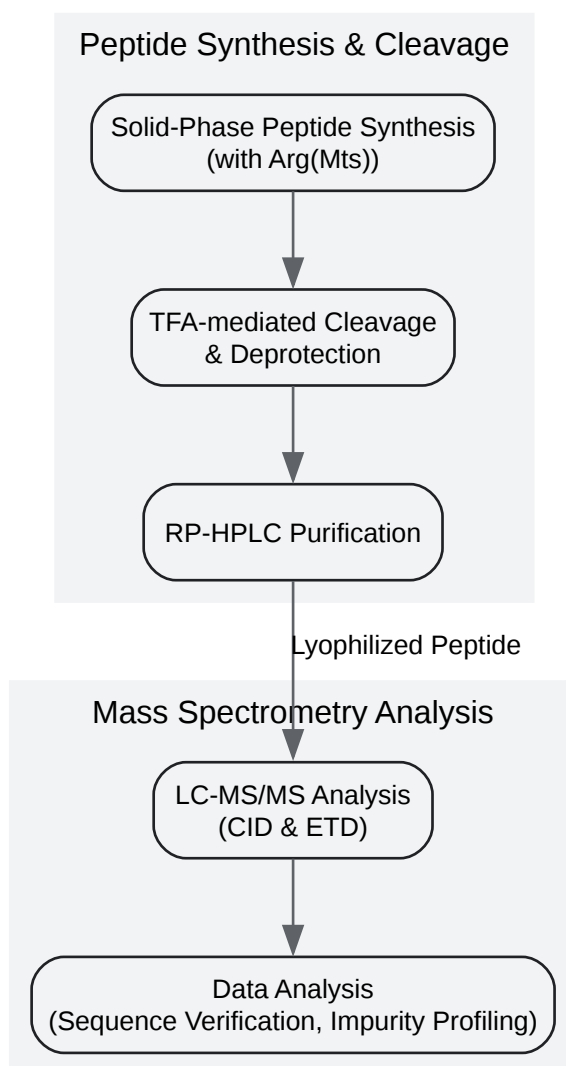 Peptide Synthesis & Cleavage
Solid-Phase Peptide Synthesis
(with Arg(Mts))
TFA-mediated Cleavage
& Deprotection
RP-HPLC Purification
Lyophilized Peptide
Mass Spectrometry Analysis
LC-MS/MS Analysis
(CID & ETD)
Data Analysis
(Sequence Verification, Impurity Profiling)